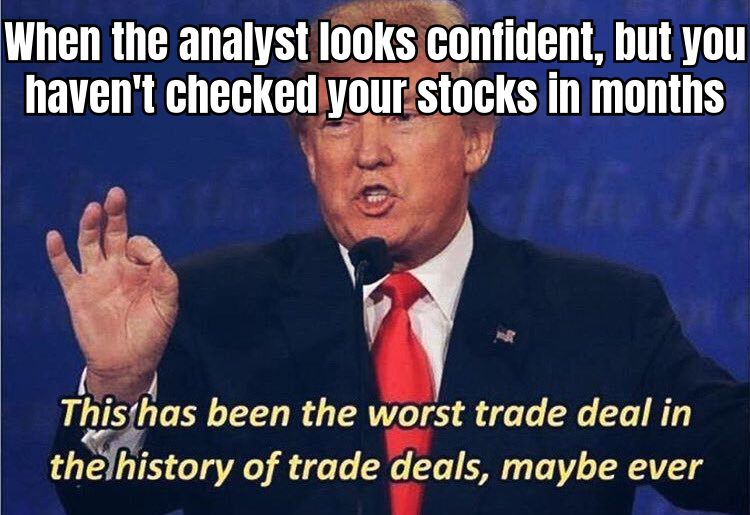 When the analyst looks confident, but you
haven't checked your stocks in months
This has been the worst trade deal in
the history of trade deals, maybe ever